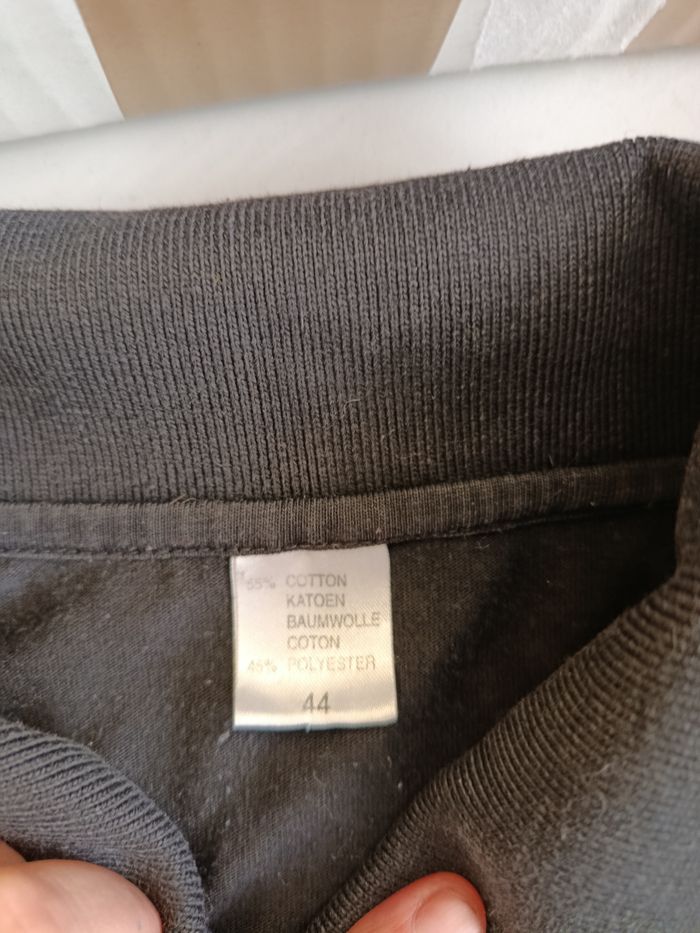 55% COTTON
KATOEN
BAUMWOLLE
COTON
45% POLYESTER
44